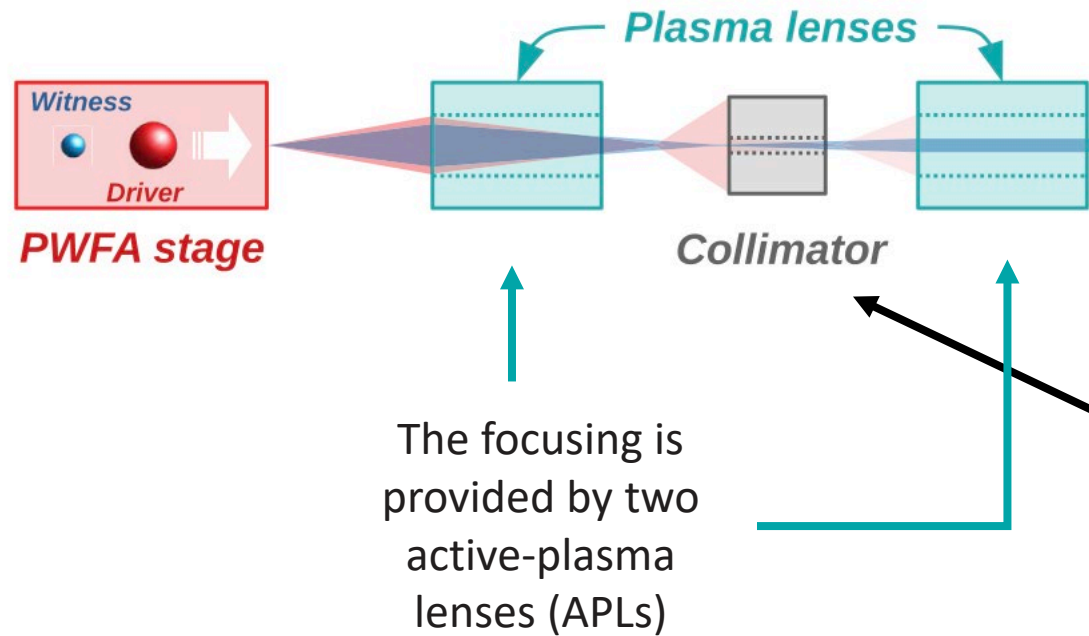 Plasma lenses
Witness
Driver
PWFA stage
Collimator
The focusing is
provided by two
active-plasma
lenses (APLs)